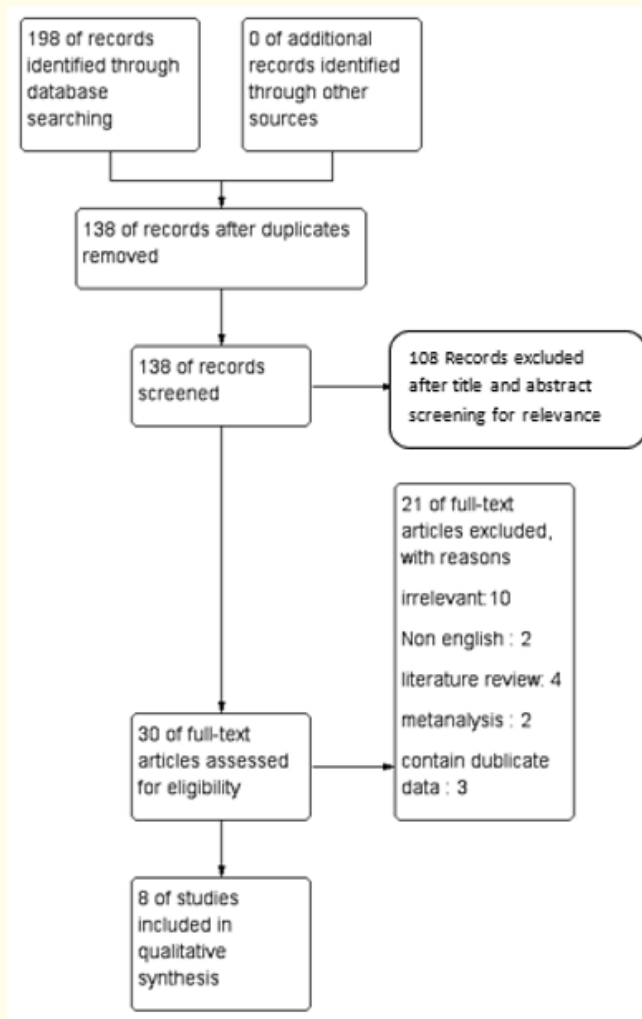 198 of records
identified through
database
searching
0 of additional
records identified
through other
sources
138 of records after duplicates
removed
138 of records
screened
108 Records excluded
after title and abstract
screening for relevance
21 of full-text
articles excluded,
with reasons
irrelevant: 10
Non english : 2
literature review: 4
metanalysis : 2
contain dublicate
data : 3
30 of full-text
articles assessed
for eligibility
8 of studies
included in
qualitative
synthesis